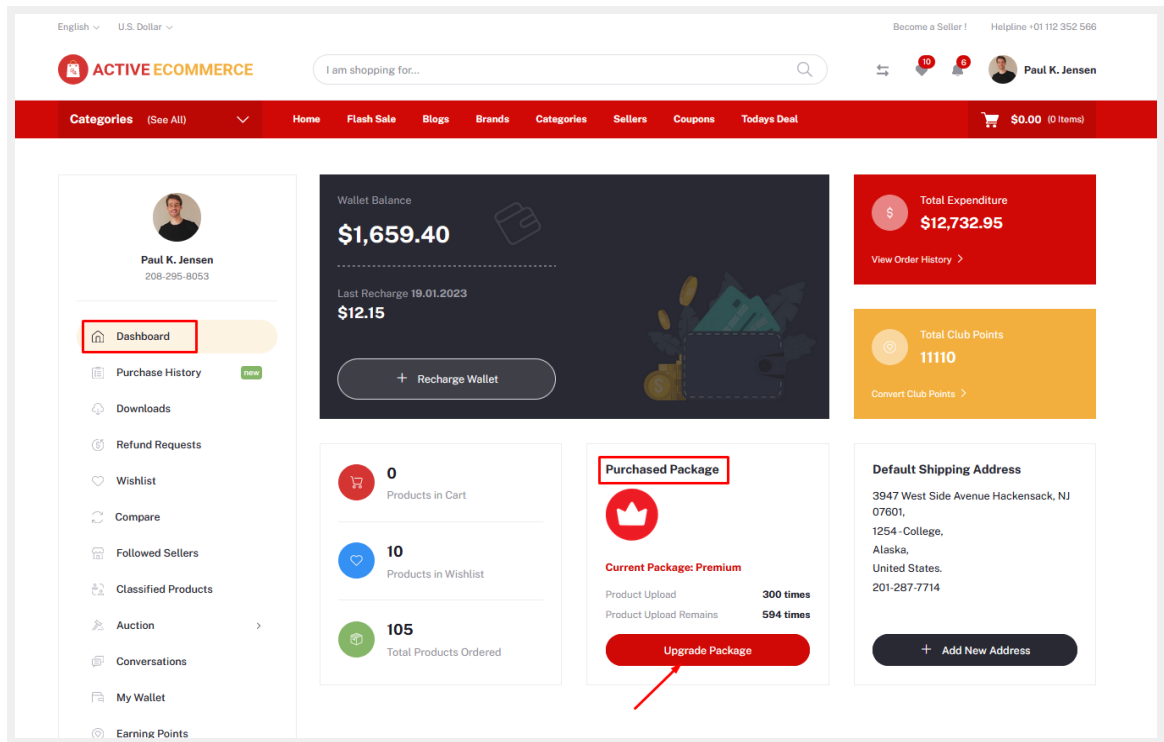 English U.S. Dollar Become a Seller ! Helpline +01 112 352 566
ACTIVE ECOMMERCE
I am shopping for...
10
6
Paul K. Jensen
Categories (See All) Home Flash Sale Blogs Brands Categories Sellers Coupons Todays Deal $0.00 (0 Items)
Paul K. Jensen
208-295-8053
Dashboard
Purchase History new
Downloads
Refund Requests
Wishlist
Compare
Followed Sellers
Classified Products
Auction
Conversations
My Wallet
Earning Points
Wallet Balance
$1,659.40
Last Recharge 19.01.2023
$12.15
+ Recharge Wallet
Total Expenditure
$12,732.95
View Order History >
Total Club Points
11110
Convert Club Points >
0
Products in Cart
10
Products in Wishlist
105
Total Products Ordered
Purchased Package
Current Package: Premium
Product Upload 300 times
Product Upload Remains 594 times
Upgrade Package
Default Shipping Address
3947 West Side Avenue Hackensack, NJ
07601,
1254 - College,
Alaska,
United States.
201-287-7714
+ Add New Address